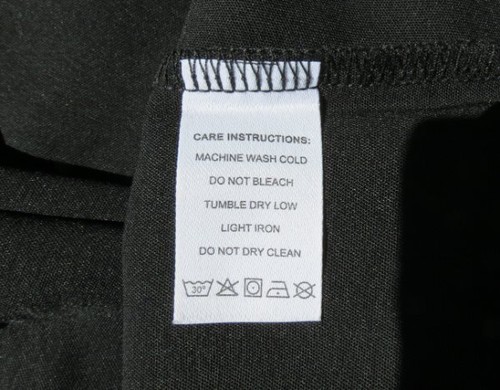 CARE INSTRUCTIONS:
MACHINE WASH COLD
DO NOT BLEACH
TUMBLE DRY LOW
LIGHT IRON
DO NOT DRY CLEAN
30°